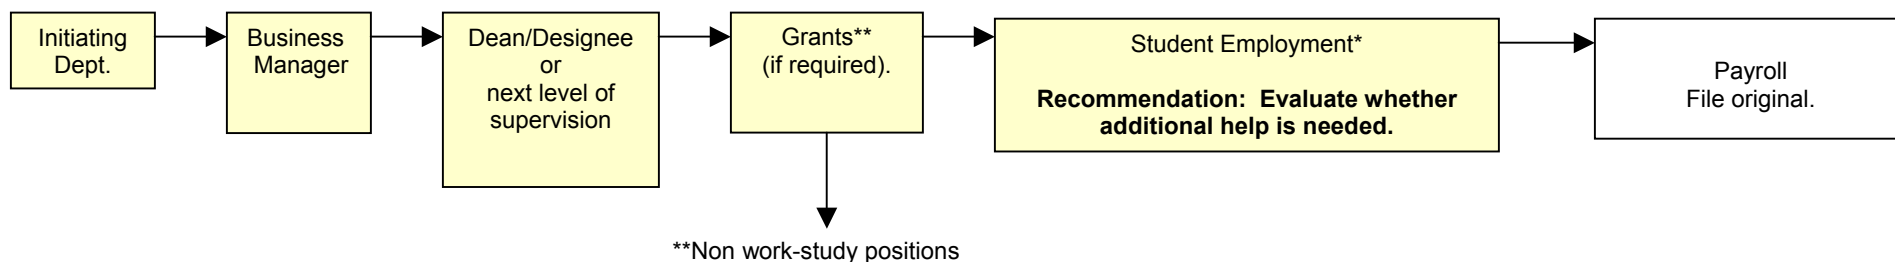 Initiating
Dept.
Business
Manager
Dean/Designee
or
next level of
supervision
Grants**
(if required).
Student Employment*
Recommendation:  Evaluate whether
additional help is needed.
Payroll
File original.
**Non work-study positions